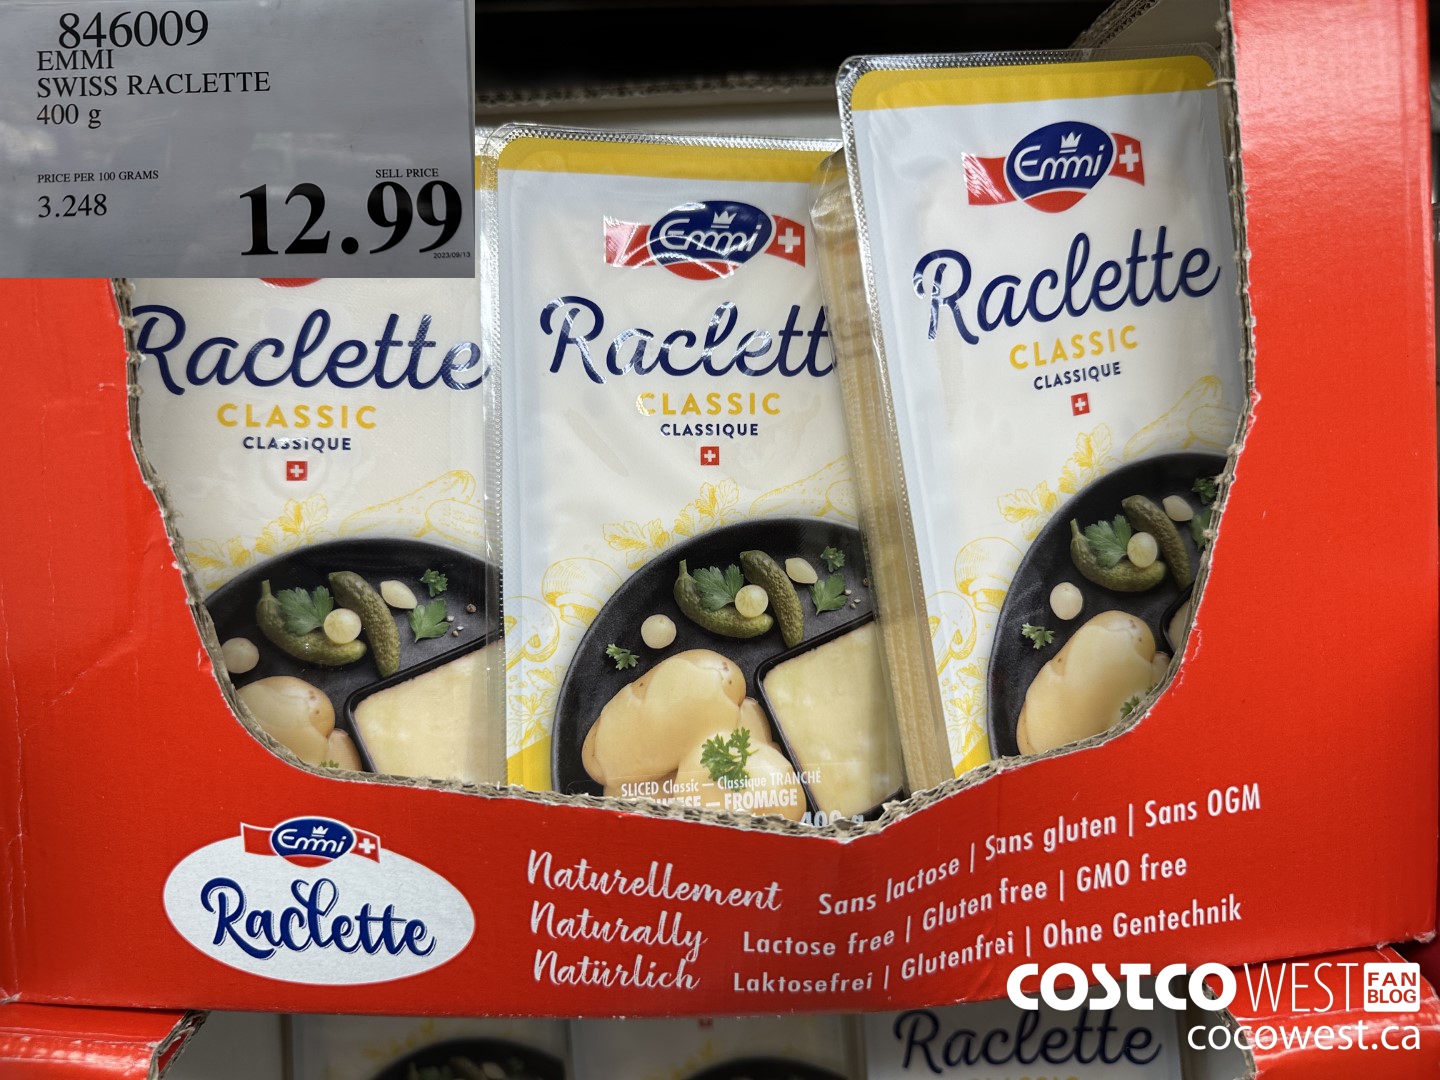 846009
EMMI
SWISS RACLETTE
400 g
PRICE PER 100 GRAMS
3.248
SELL PRICE
12.99
2023/09/13
Raclette
CLASSIC
CLASSIQUE
Emmi
Raclett
CLASSIC
CLASSIQUE
SLICED Classic — Classique TRANCHÉ
— FROMAGE
400 g
Emmi
Raclette
CLASSIC
CLASSIQUE
Emmi
Raclette
Naturellement Sans lactose | Sans gluten | Sans OGM
Naturally Lactose free | Gluten free | GMO free
Natürlich Laktosefrei | Glutenfrei | Ohne Gentechnik
COSTCO WEST FAN BLOG
cocowest.ca
Raclette